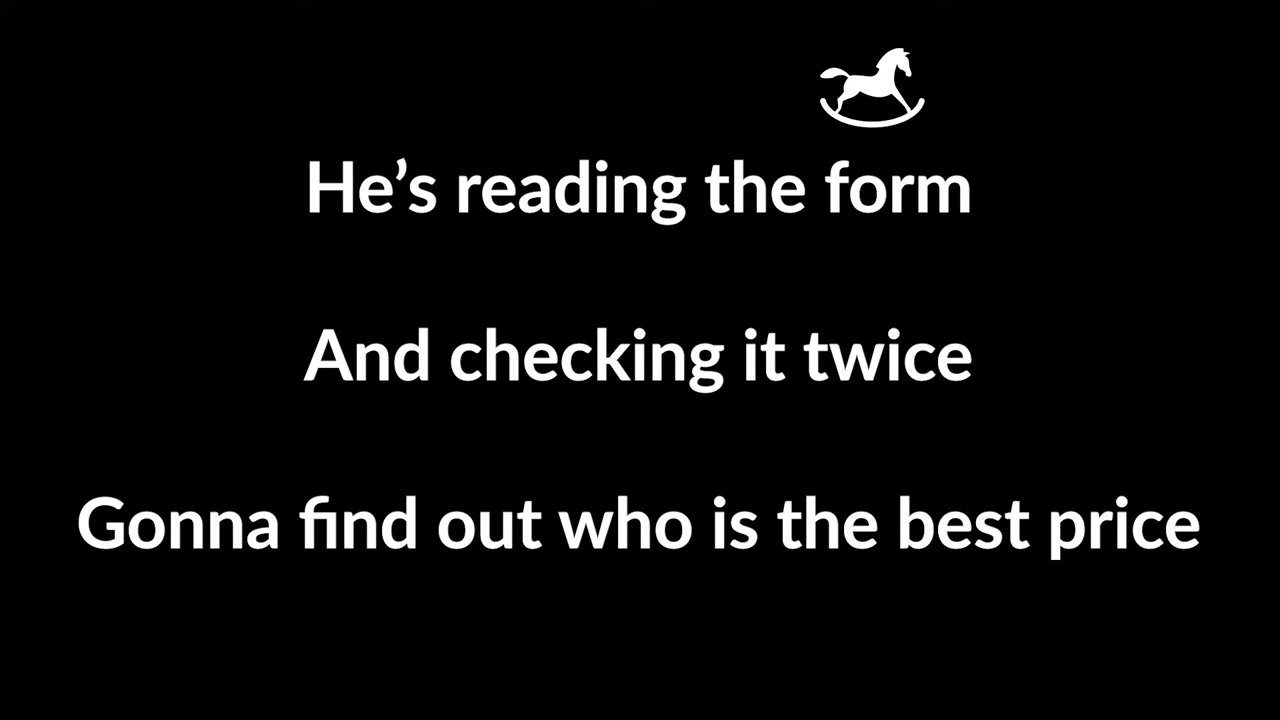 He’s reading the form
And checking it twice
Gonna find out who is the best price